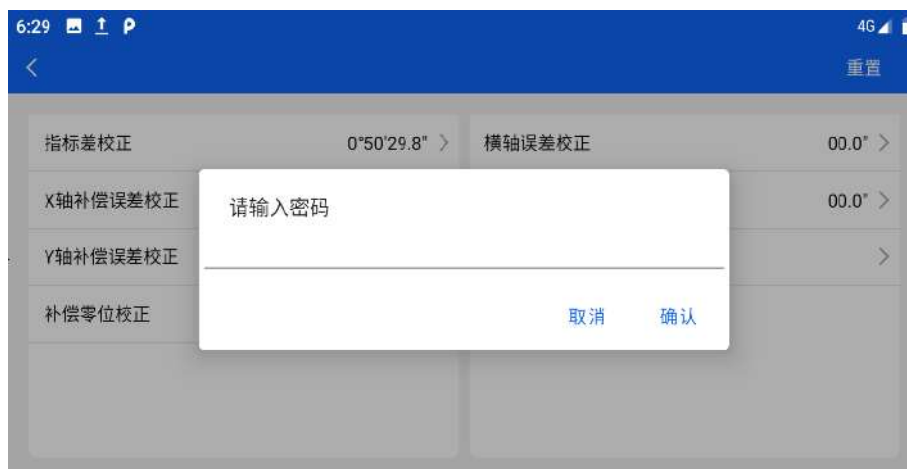 6:29 4G
重置
指标差校正 0°50'29.8" 横轴误差校正 00.0"
X轴补偿误差校正 00.0"
请输入密码
Y轴补偿误差校正
补偿零位校正
取消 确认